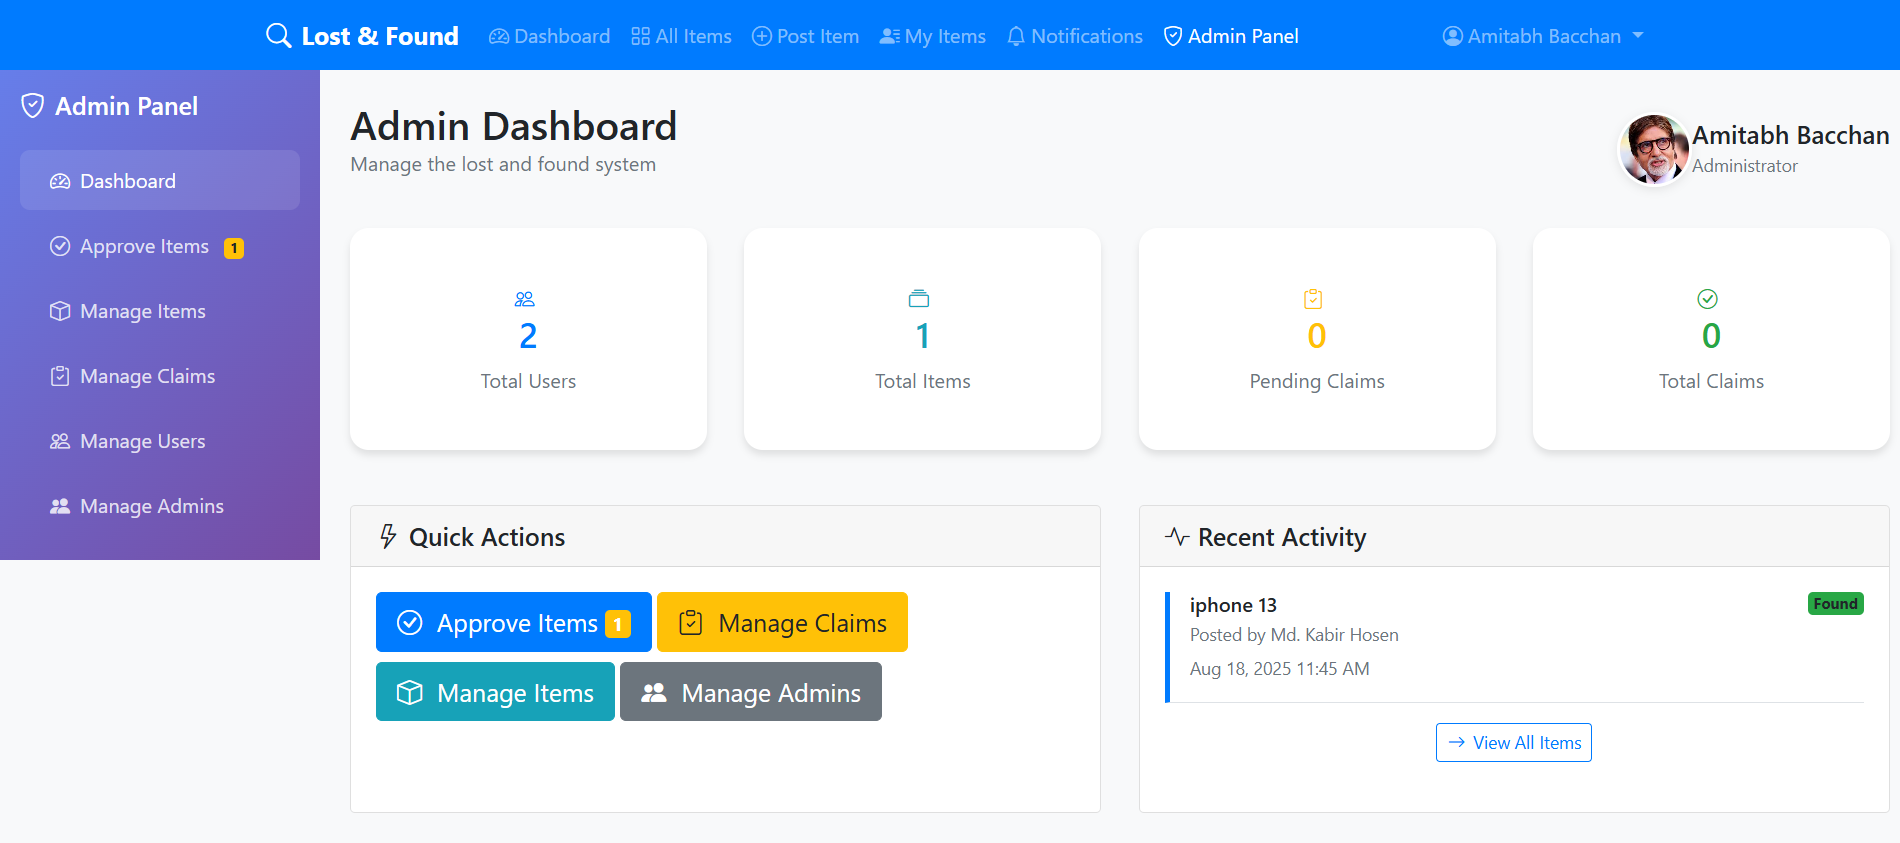 Lost & Found
Dashboard
All Items
Post Item
My Items
Notifications
Admin Panel
Amitabh Bacchan
Admin Panel
Dashboard
Approve Items 1
Manage Items
Manage Claims
Manage Users
Manage Admins
Admin Dashboard
Manage the lost and found system
Amitabh Bacchan
Administrator
2
Total Users
1
Total Items
0
Pending Claims
0
Total Claims
Quick Actions
Approve Items 1
Manage Claims
Manage Items
Manage Admins
Recent Activity
iphone 13
Found
Posted by Md. Kabir Hosen
Aug 18, 2025 11:45 AM
View All Items